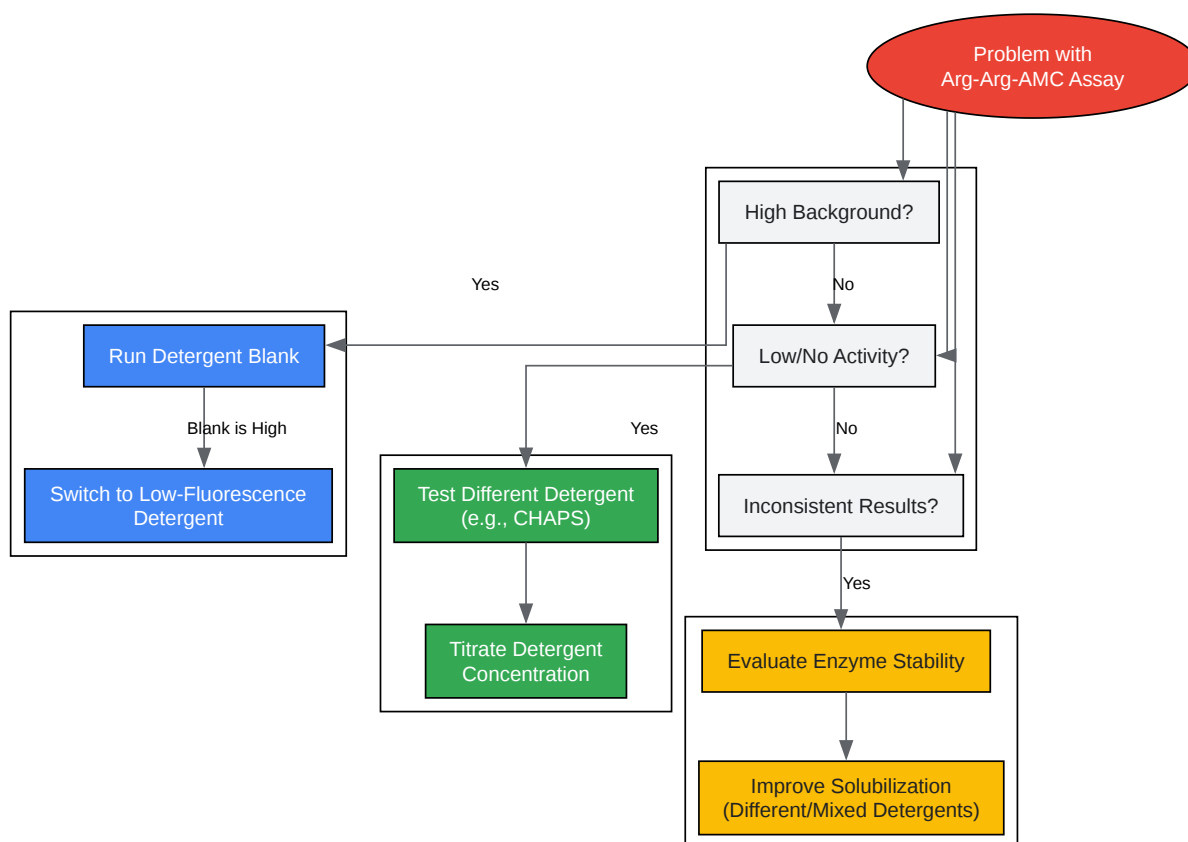 Problem with
Arg-Arg-AMC Assay
High Background?
Yes
No
Run Detergent Blank
Low/No Activity?
Blank is High
Yes
No
Switch to Low-Fluorescence
Detergent
Test Different Detergent
(e.g., CHAPS)
Inconsistent Results?
Yes
Titrate Detergent
Concentration
Evaluate Enzyme Stability
Improve Solubilization
(Different/Mixed Detergents)